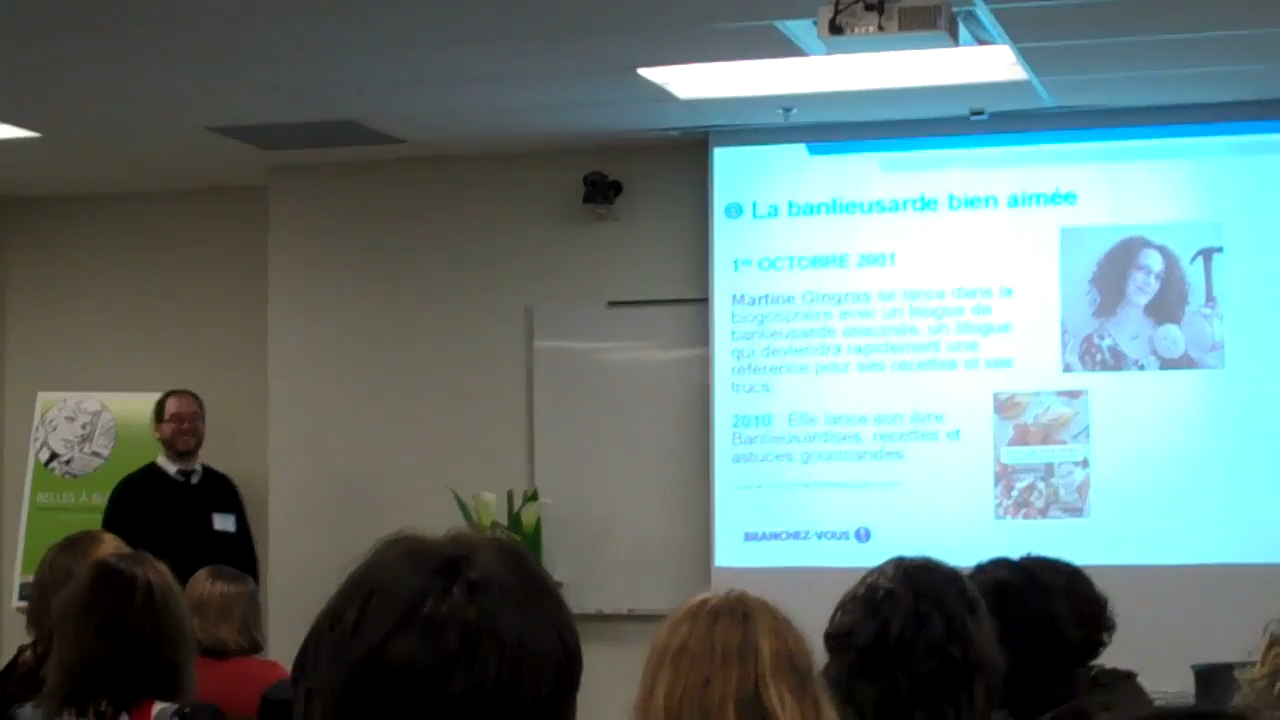 La banlieusarde bien aimée
1er OCTOBRE 2001
Martine Gingras se lance dans la
blogosphère avec un blogue de
banlieusarde assumée, un blogue
qui deviendra rapidement une
référence pour ses recettes et ses
trucs.
2010 Elle lance son livre
Banlieusardises, recettes et
astuces gourmandes.
BRANCHEZ-VOUS
BELLES À